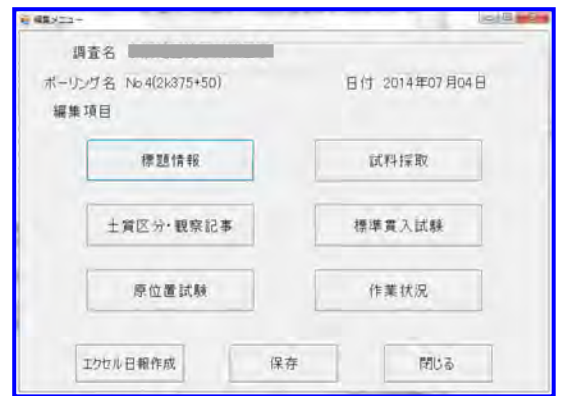 編集メニュー
調査名
ボーリング名 No4(2k375+50) 日付 2014年07月04日
編集項目
標題情報 試料採取
土質区分・観察記事 標準貫入試験
原位置試験 作業状況
エクセル日報作成 保存 閉じる